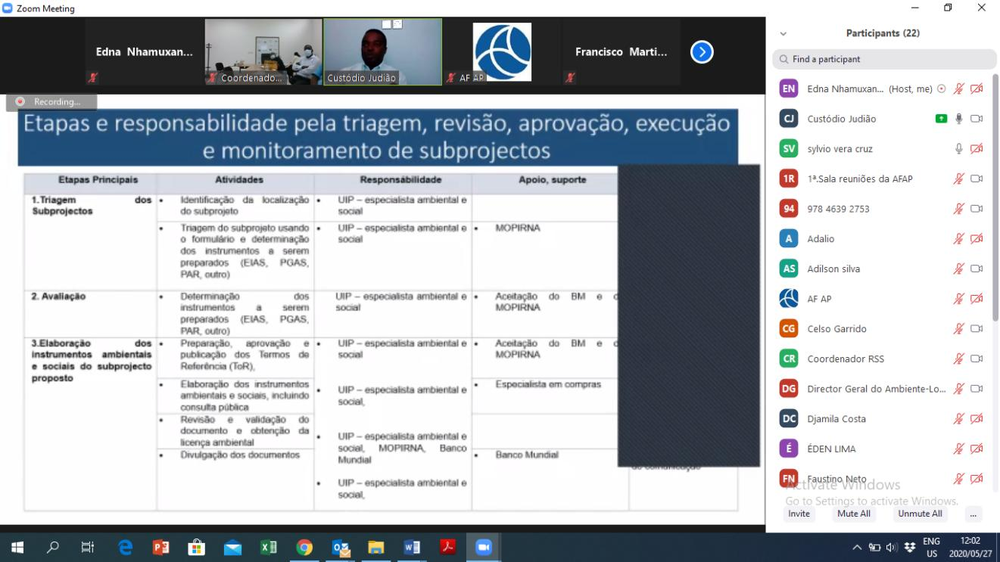 Zoom Meeting
Edna Nhamuxan...
Coordenado...
Custódio Judião
AF AP
Francisco Marti...
Recording...
Etapas e responsabilidade pela triagem, revisão, aprovação, execução
e monitoramento de subprojectos
Etapas Principais
Atividades
Responsábilidade
Apoio, suporte
1.Triagem dos
Subprojectos
• Identificação da localização
do subprojeto
• UIP – especialista ambiental e
social
• Triagem do subprojeto usando
o formulário e determinação
dos instrumentos a serem
preparados (EIAS, PGAS,
PAR, outro)
• UIP – especialista ambiental e
social
• MOPIRNA
2. Avaliação
• Determinação dos
instrumentos a serem
preparados (EIAS, PGAS,
PAR, outro)
UIP – especialista ambiental e
social
• Aceitação do BM e
MOPIRNA
3.Elaboração dos
instrumentos ambientais
e sociais do subprojecto
proposto
• Preparação, aprovação e
publicação dos Termos de
Referência (ToR),
• UIP – especialista ambiental e
social
• Aceitação do BM e
MOPIRNA
• Elaboração dos instrumentos
ambientais e sociais, incluindo
consulta pública
• UIP – especialista ambiental e
social,
• Especialista em compras
• Revisão e validação do
documento e obtenção da
licença ambiental
• UIP – especialista ambiental e
social, MOPIRNA, Banco
Mundial
• Divulgação dos documentos
• UIP – especialista ambiental e
social,
• Banco Mundial
de comunicação
Participants (22)
Find a participant
EN Edna Nhamuxan... (Host, me)
CJ Custódio Judião
SV sylvio vera cruz
1R 1ª.Sala reuniões da AFAP
94 978 4639 2753
A Adalio
AS Adilson silva
AF AP
CG Celso Garrido
CR Coordenador RSS
DG Director Geral do Ambiente-Lo...
DC Djamila Costa
É ÉDEN LIMA
FN Faustino Neto
Activate Windows
Go to Settings to activate Windows.
Invite
Mute All
Unmute All
...
ENG
US
12:02
2020/05/27